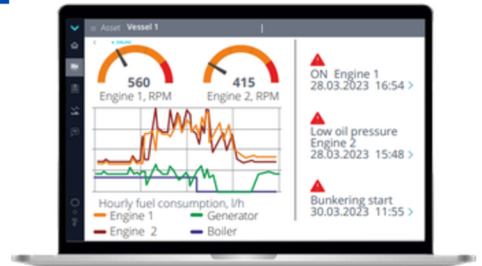 Asset Vessel 1
560
Engine 1, RPM
415
Engine 2, RPM
Hourly fuel consumption, l/h
Engine 1
Generator
Engine 2
Boiler
ON Engine 1
28.03.2023 16:54 >
Low oil pressure
Engine 2
28.03.2023 15:48 >
Bunkering start
30.03.2023 11:55 >